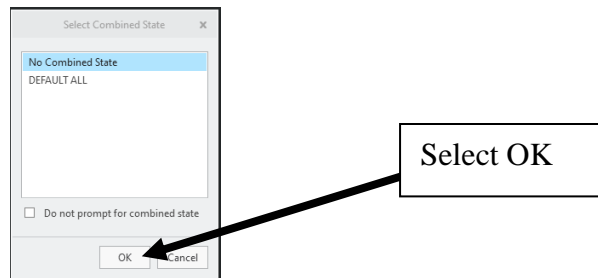 Select Combined State
No Combined State
DEFAULT ALL
Do not prompt for combined state
OK
Cancel
Select OK